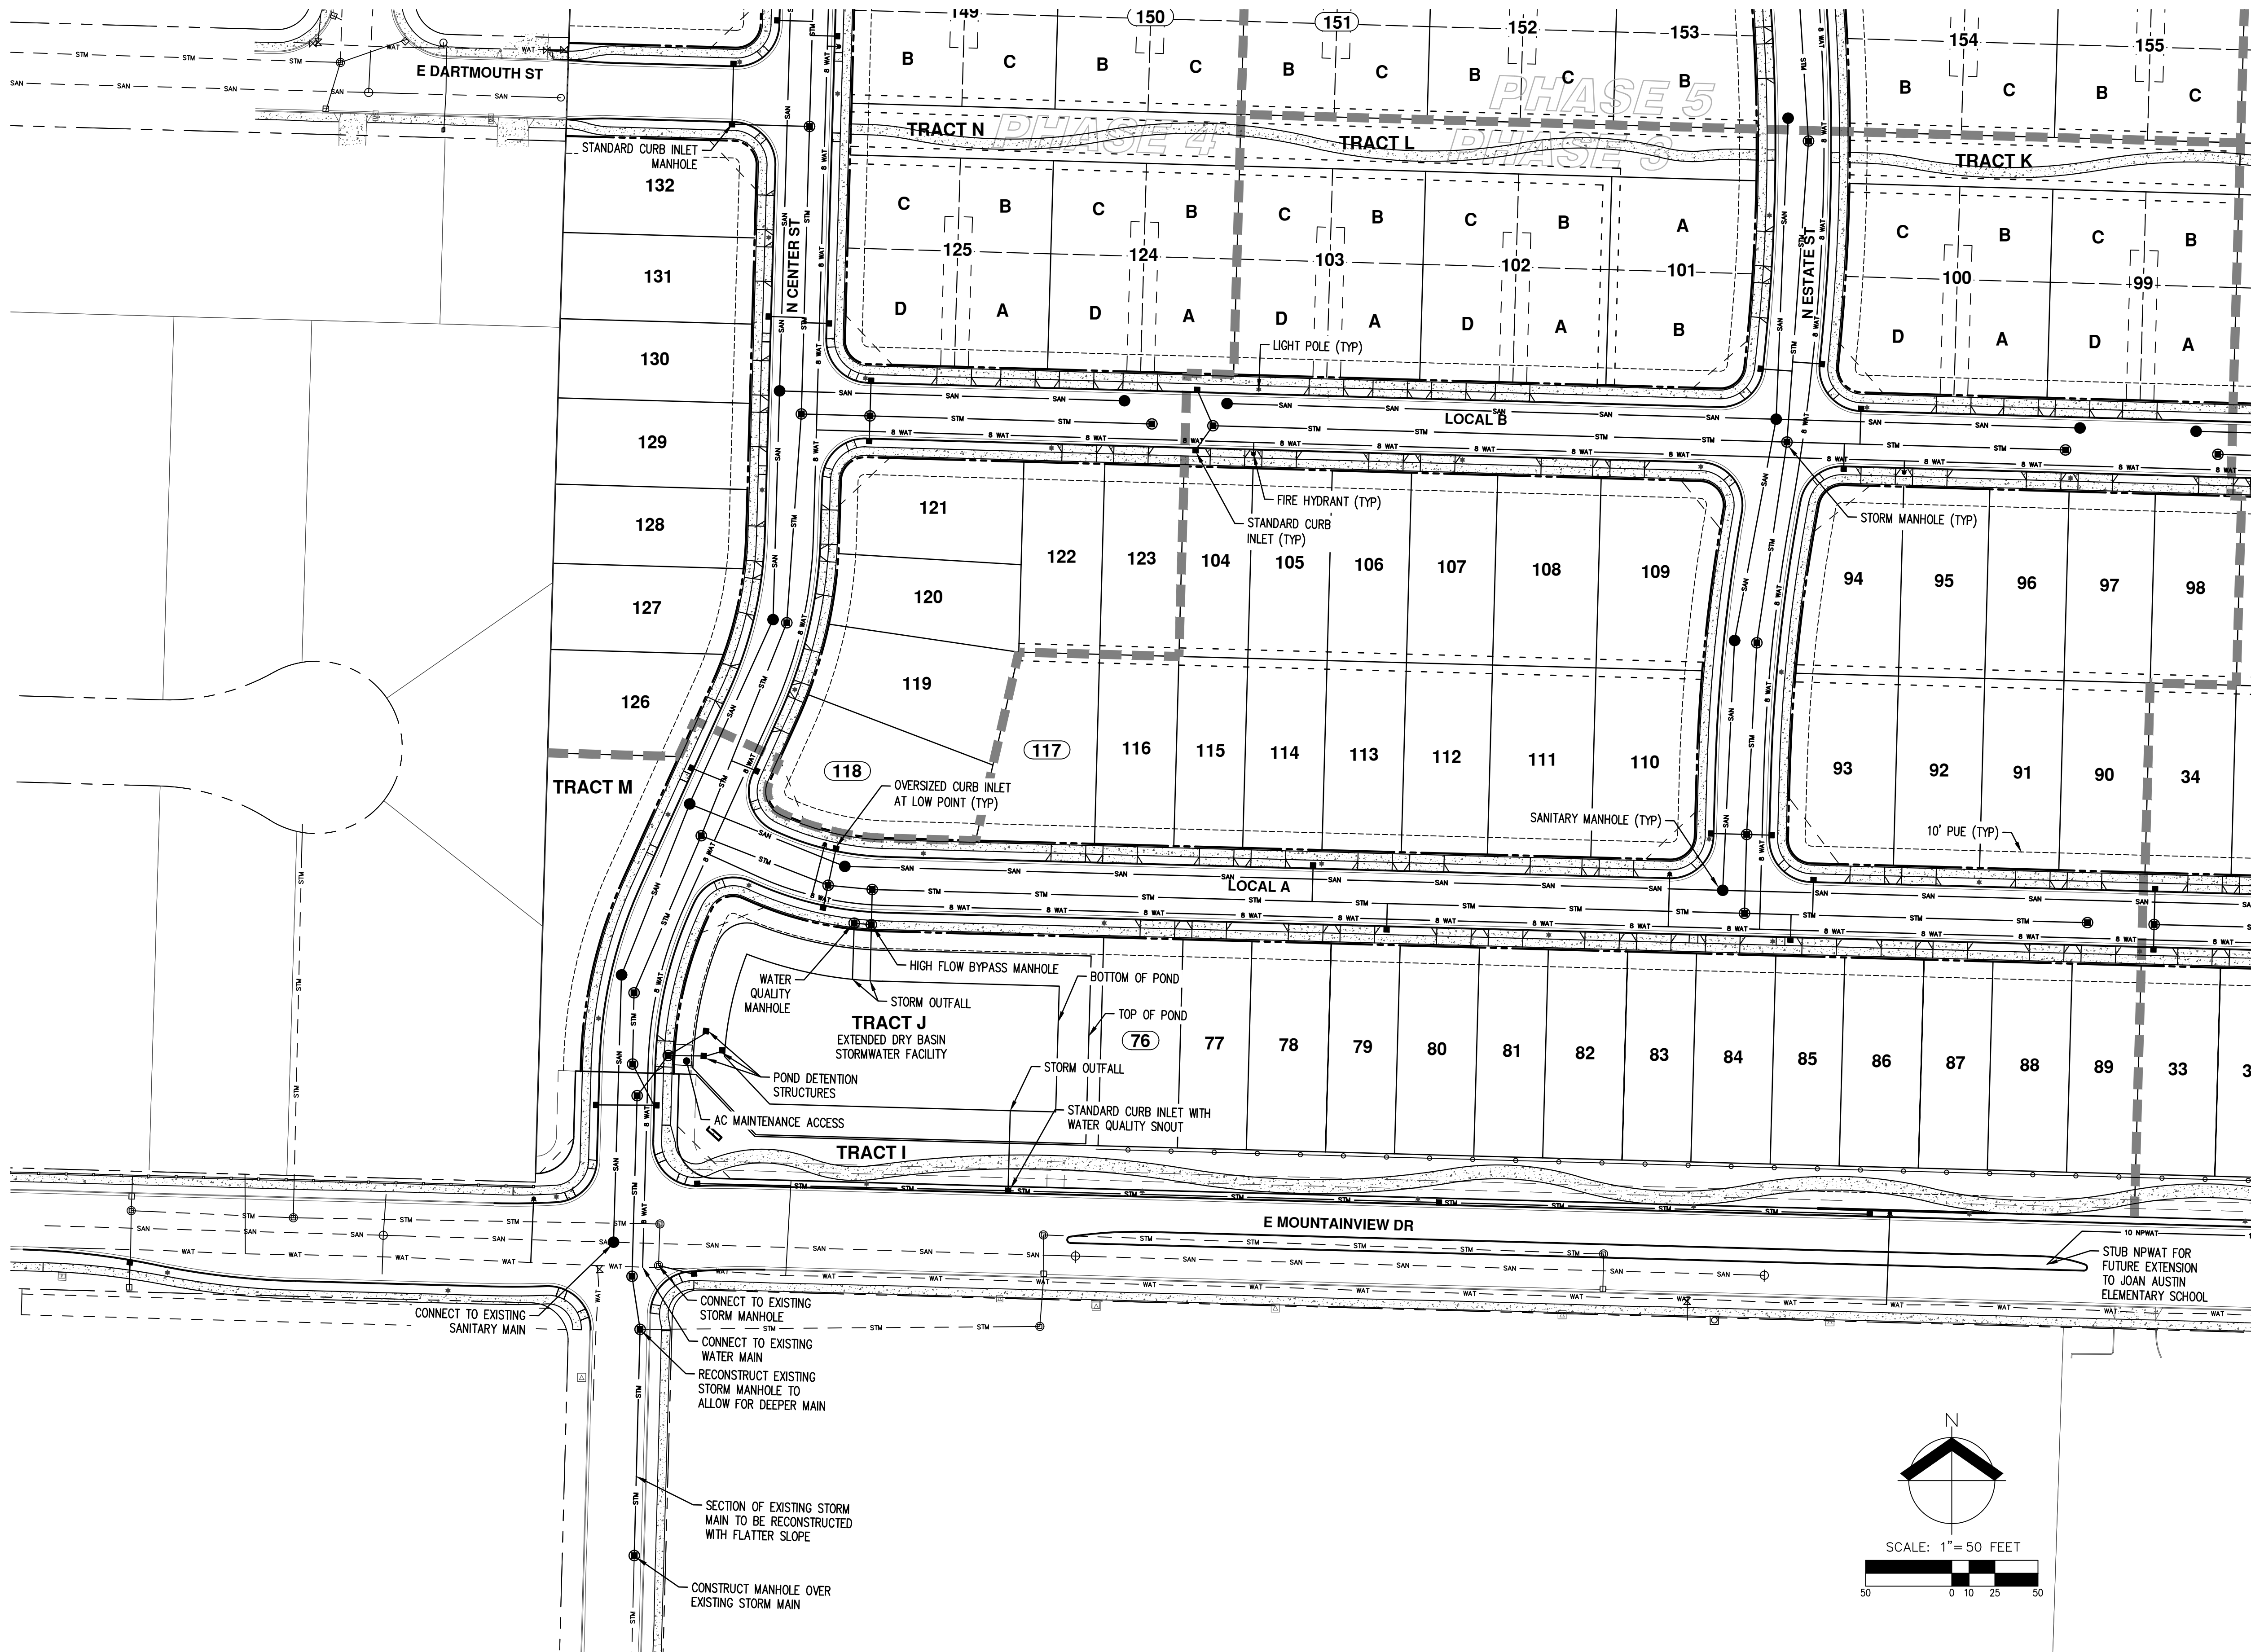 149
150
151
152
153
154
155
B
C
B
C
B
C
B
C
B
B
C
B
C
E DARTMOUTH ST
PHASE 5
PHASE 4
PHASE 3
TRACT N
TRACT L
TRACT K
STANDARD CURB INLET
MANHOLE
132
131
130
129
128
127
126
N CENTER ST
N ESTATE ST
C
B
C
B
C
B
C
B
A
C
B
C
B
125
124
103
102
101
100
99
D
A
D
A
D
A
D
A
B
D
A
D
A
LIGHT POLE (TYP)
LOCAL B
FIRE HYDRANT (TYP)
STANDARD CURB
INLET (TYP)
STORM MANHOLE (TYP)
121
120
119
118
122
123
104
105
106
107
108
109
94
95
96
97
98
117
116
115
114
113
112
111
110
93
92
91
90
34
TRACT M
OVERSIZED CURB INLET
AT LOW POINT (TYP)
SANITARY MANHOLE (TYP)
10' PUE (TYP)
LOCAL A
HIGH FLOW BYPASS MANHOLE
WATER
QUALITY
MANHOLE
STORM OUTFALL
BOTTOM OF POND
TOP OF POND
TRACT J
EXTENDED DRY BASIN
STORMWATER FACILITY
POND DETENTION
STRUCTURES
STORM OUTFALL
AC MAINTENANCE ACCESS
STANDARD CURB INLET WITH
WATER QUALITY SNOUT
76
77
78
79
80
81
82
83
84
85
86
87
88
89
33
TRACT I
E MOUNTAINVIEW DR
10 NPWAT
STUB NPWAT FOR
FUTURE EXTENSION
TO JOAN AUSTIN
ELEMENTARY SCHOOL
CONNECT TO EXISTING
SANITARY MAIN
CONNECT TO EXISTING
STORM MANHOLE
CONNECT TO EXISTING
WATER MAIN
RECONSTRUCT EXISTING
STORM MANHOLE TO
ALLOW FOR DEEPER MAIN
SECTION OF EXISTING STORM
MAIN TO BE RECONSTRUCTED
WITH FLATTER SLOPE
CONSTRUCT MANHOLE OVER
EXISTING STORM MAIN
SAN
STM
WAT
8 WAT
N
SCALE: 1"= 50 FEET
50
0
10
25
50